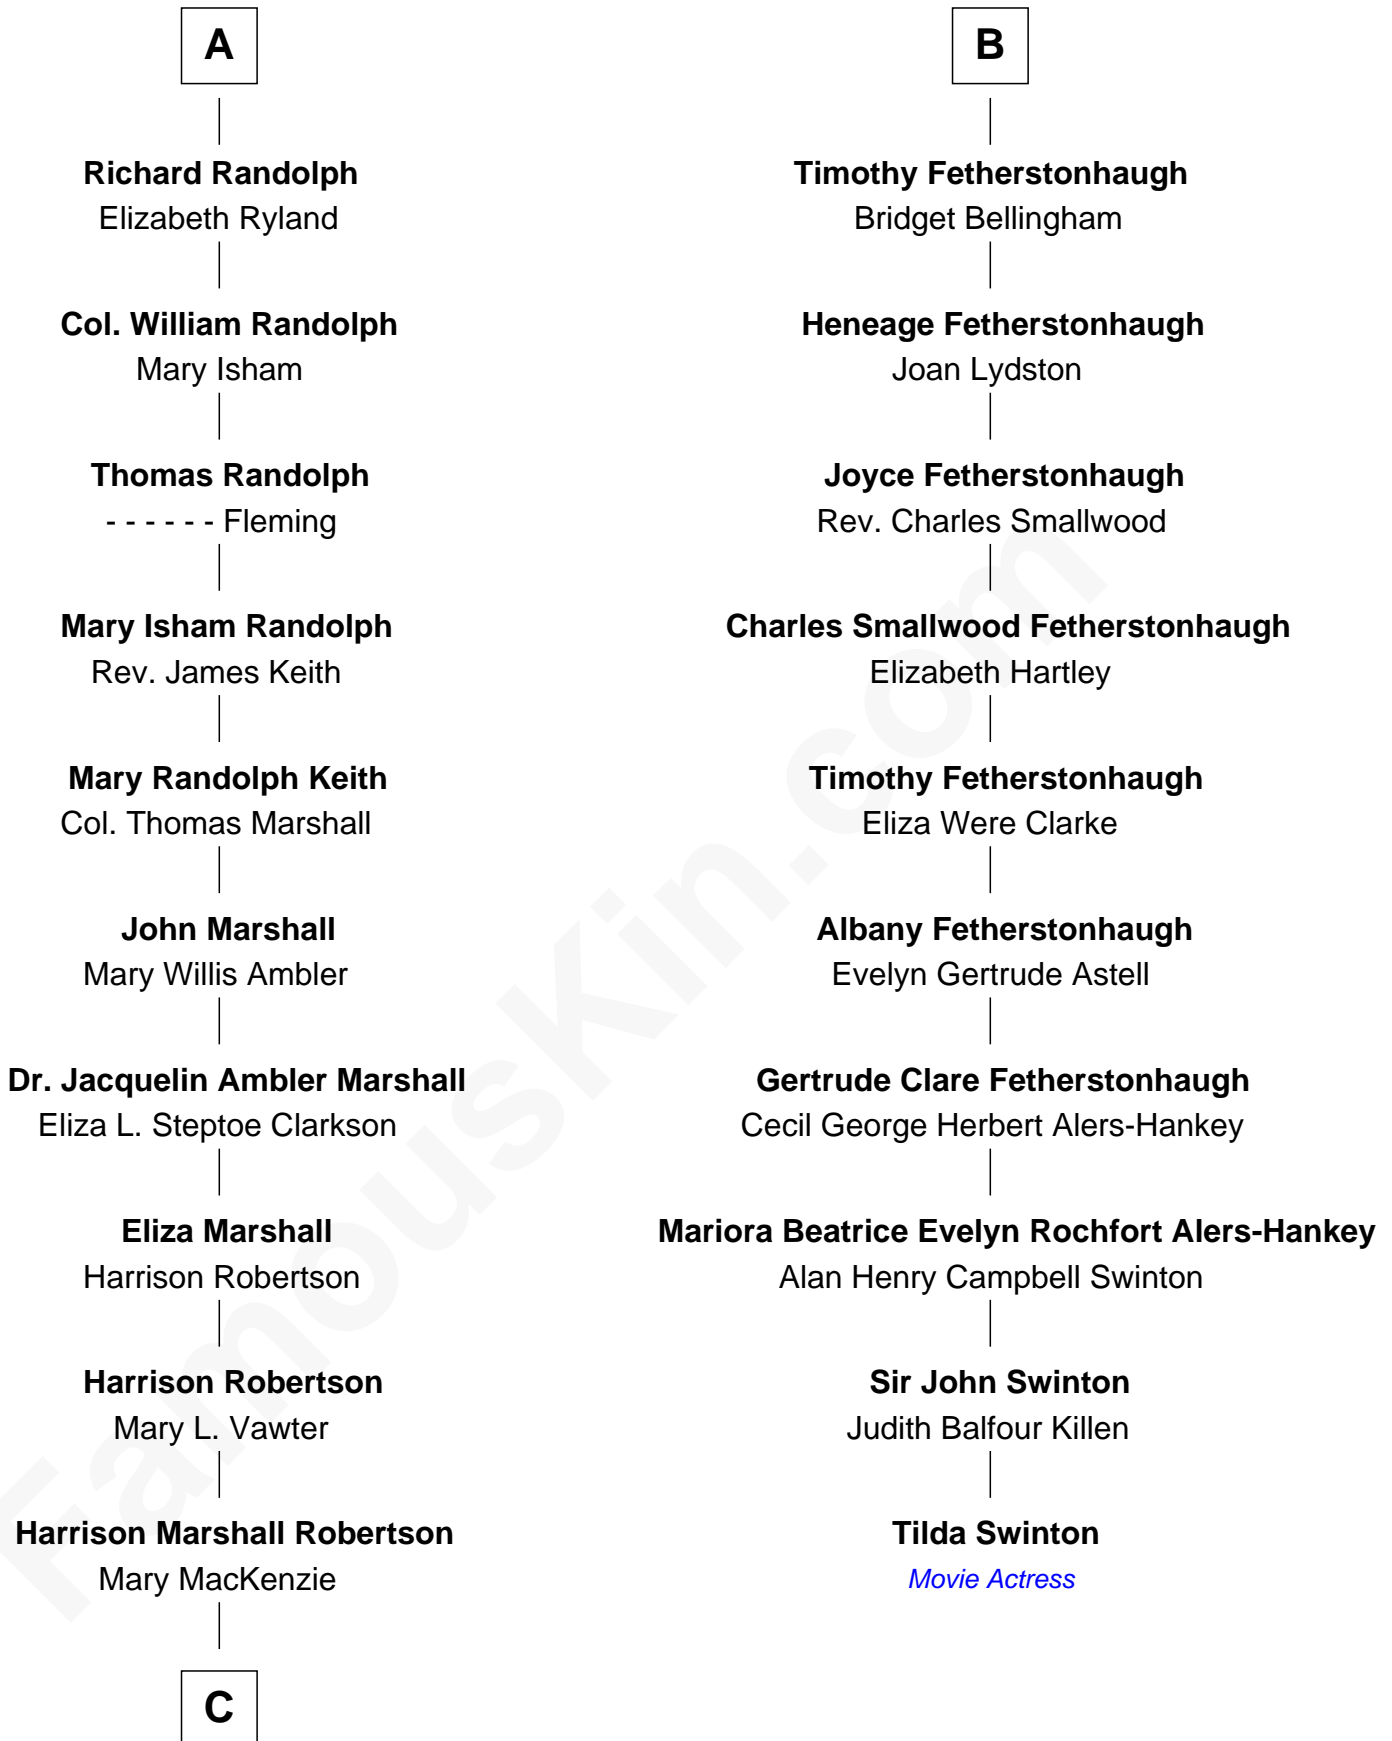 A
Richard Randolph
Elizabeth Ryland
Col. William Randolph
Mary Isham
Thomas Randolph
- - - - - - Fleming
Mary Isham Randolph
Rev. James Keith
Mary Randolph Keith
Col. Thomas Marshall
John Marshall
Mary Willis Ambler
Dr. Jacquelin Ambler Marshall
Eliza L. Steptoe Clarkson
Eliza Marshall
Harrison Robertson
Harrison Robertson
Mary L. Vawter
Harrison Marshall Robertson
Mary MacKenzie
C
B
Timothy Fetherstonhaugh
Bridget Bellingham
Heneage Fetherstonhaugh
Joan Lydston
Joyce Fetherstonhaugh
Rev. Charles Smallwood
Charles Smallwood Fetherstonhaugh
Elizabeth Hartley
Timothy Fetherstonhaugh
Eliza Were Clarke
Albany Fetherstonhaugh
Evelyn Gertrude Astell
Gertrude Clare Fetherstonhaugh
Cecil George Herbert Alers-Hankey
Mariora Beatrice Evelyn Rochfort Alers-Hankey
Alan Henry Campbell Swinton
Sir John Swinton
Judith Balfour Killen
Tilda Swinton
Movie Actress
FamousKin.com